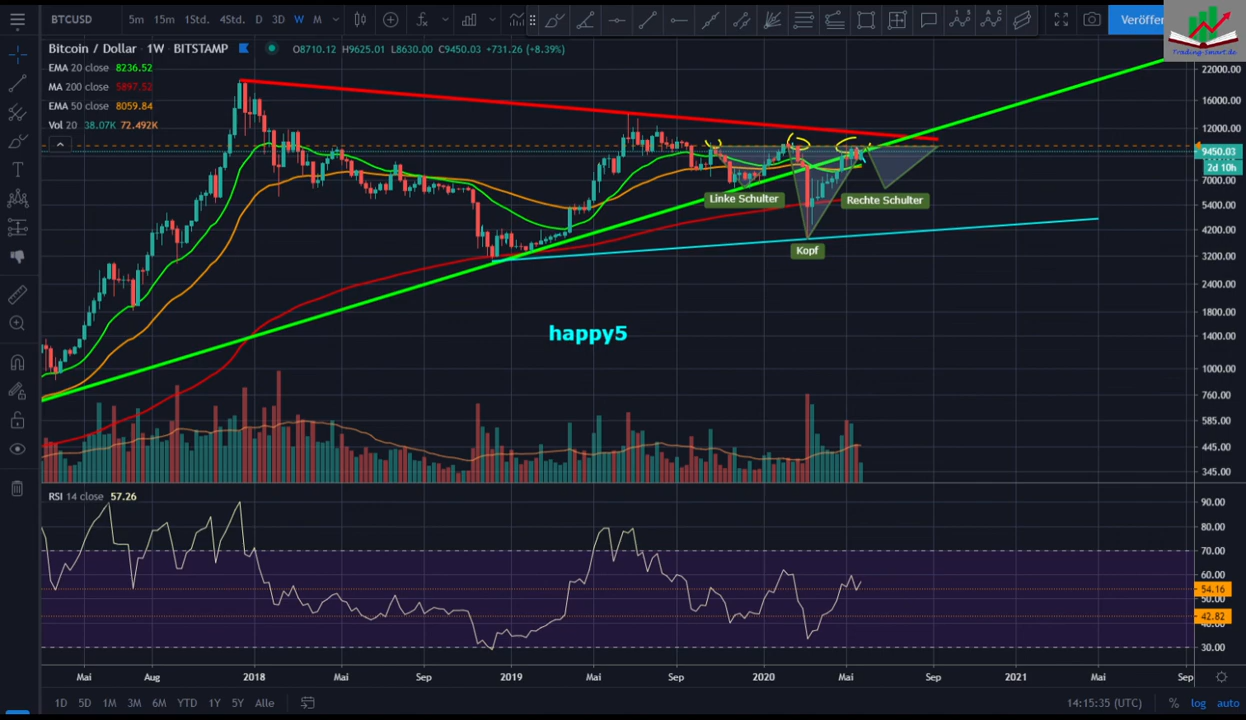 BTCUSD 5m 15m 1Std. 4Std. D 3D W M Veröffer
Trading-Smart.de
Bitcoin / Dollar · 1W · BITSTAMP O8710.12 H9625.01 L8630.00 C9450.03 +731.26 (+8.39%)
EMA 20 close 8236.52
MA 200 close 5897.52
EMA 50 close 8059.84
Vol 20 38.07K 72.492K
22000.00
16000.00
12000.00
9450.03
2d 10h
7000.00
5400.00
4200.00
3200.00
2400.00
1800.00
1400.00
1000.00
760.00
585.00
445.00
345.00
Linke Schulter
Rechte Schulter
Kopf
happy5
RSI 14 close 57.26
90.00
80.00
70.00
60.00
54.16
50.00
42.82
40.00
30.00
Mai Aug 2018 Mai Sep 2019 Mai Sep 2020 Mai Sep 2021 Mai Sep
1D 5D 1M 3M 6M YTD 1Y 5Y Alle 14:15:35 (UTC) % log auto